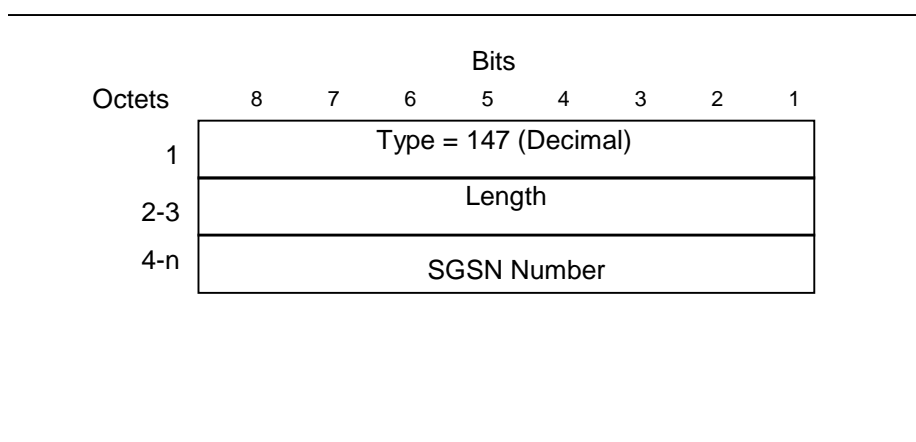 Bits
Octets 8 7 6 5 4 3 2 1
1 Type = 147 (Decimal)
2-3 Length
4-n SGSN Number